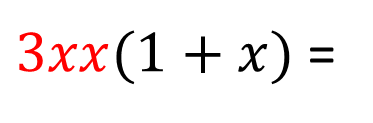 3xx(1 + x) =